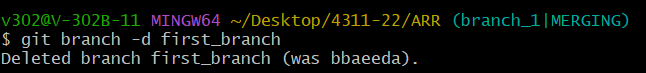 v302@V-302B-11 MINGW64 ~/Desktop/4311-22/ARR (branch_1|MERGING)
$ git branch -d first_branch
Deleted branch first_branch (was bbaeeda).